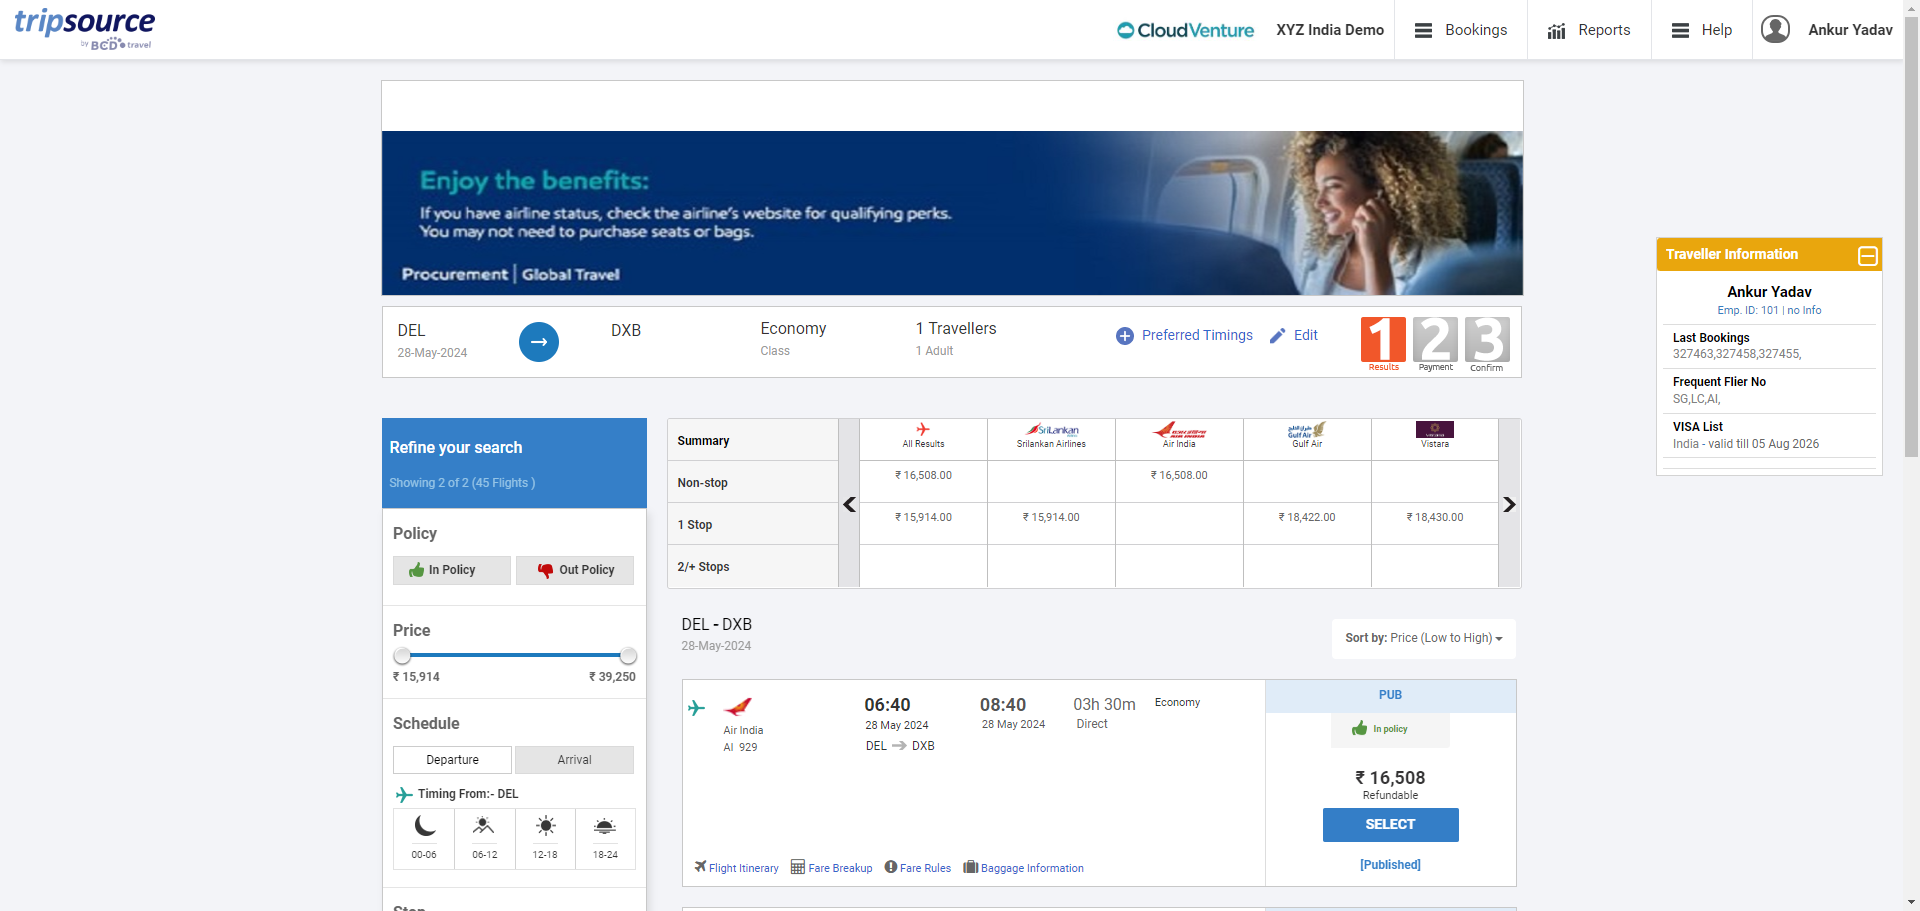 tripsource
by BCD travel
CloudVenture
XYZ India Demo
Bookings
Reports
Help
Ankur Yadav
Enjoy the benefits:
If you have airline status, check the airline's website for qualifying perks.
You may not need to purchase seats or bags.
Procurement | Global Travel
DEL
28-May-2024
DXB
Economy
Class
1 Travellers
1 Adult
Preferred Timings
Edit
1 2 3
Results Payment Confirm
Traveller Information
Ankur Yadav
Emp. ID: 101 | no Info
Last Bookings
327463,327458,327455,
Frequent Flier No
SG,LC,AI,
VISA List
India - valid till 05 Aug 2026
Refine your search
Showing 2 of 2 (45 Flights )
Policy
In Policy
Out Policy
Price
₹ 15,914
₹ 39,250
Schedule
Departure
Arrival
Timing From:- DEL
00-06
06-12
12-18
18-24
Summary
All Results
SriLankan
Srilankan Airlines
AIR INDIA
Air India
Gulf Air
Gulf Air
Vistara
Non-stop
₹ 16,508.00
₹ 16,508.00
1 Stop
₹ 15,914.00
₹ 15,914.00
₹ 18,422.00
₹ 18,430.00
2/+ Stops
DEL - DXB
28-May-2024
Sort by: Price (Low to High)
Air India
AI 929
06:40
28 May 2024
DEL DXB
08:40
28 May 2024
03h 30m
Direct
Economy
PUB
In policy
₹ 16,508
Refundable
SELECT
[Published]
Flight Itinerary
Fare Breakup
Fare Rules
Baggage Information